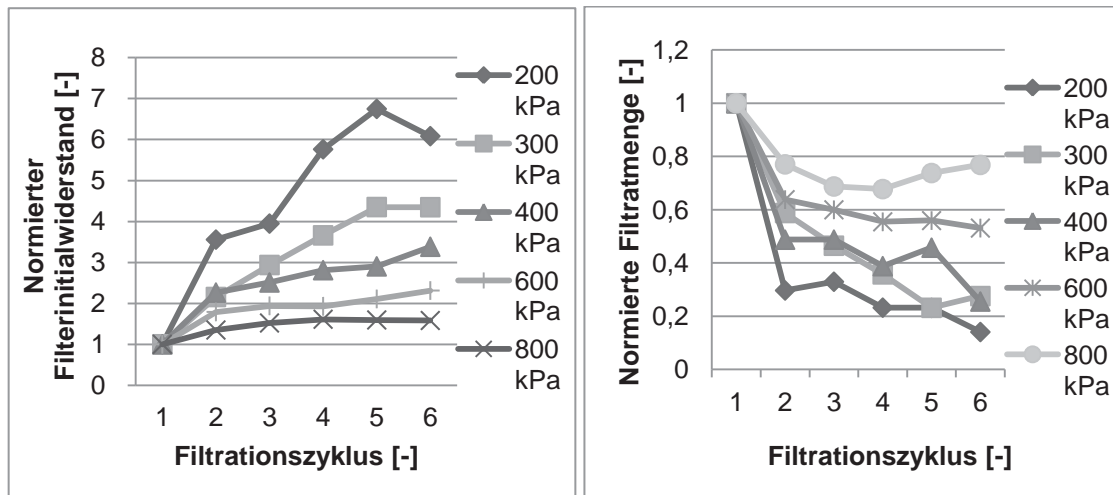 Normierter
Filterinitialwiderstand [-]
8
7
6
5
4
3
2
1
0
1 2 3 4 5 6
Filtrationszyklus [-]
200
kPa
300
kPa
400
kPa
600
kPa
800
kPa
Normierte Filtratmenge [-]
1,2
1
0,8
0,6
0,4
0,2
0
1 2 3 4 5 6
Filtrationszyklus [-]
200
kPa
300
kPa
400
kPa
600
kPa
800
kPa